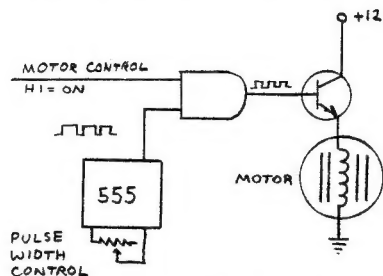 +12
MOTOR CONTROL
HI = ON
555
MOTOR
PULSE
WIDTH
CONTROL